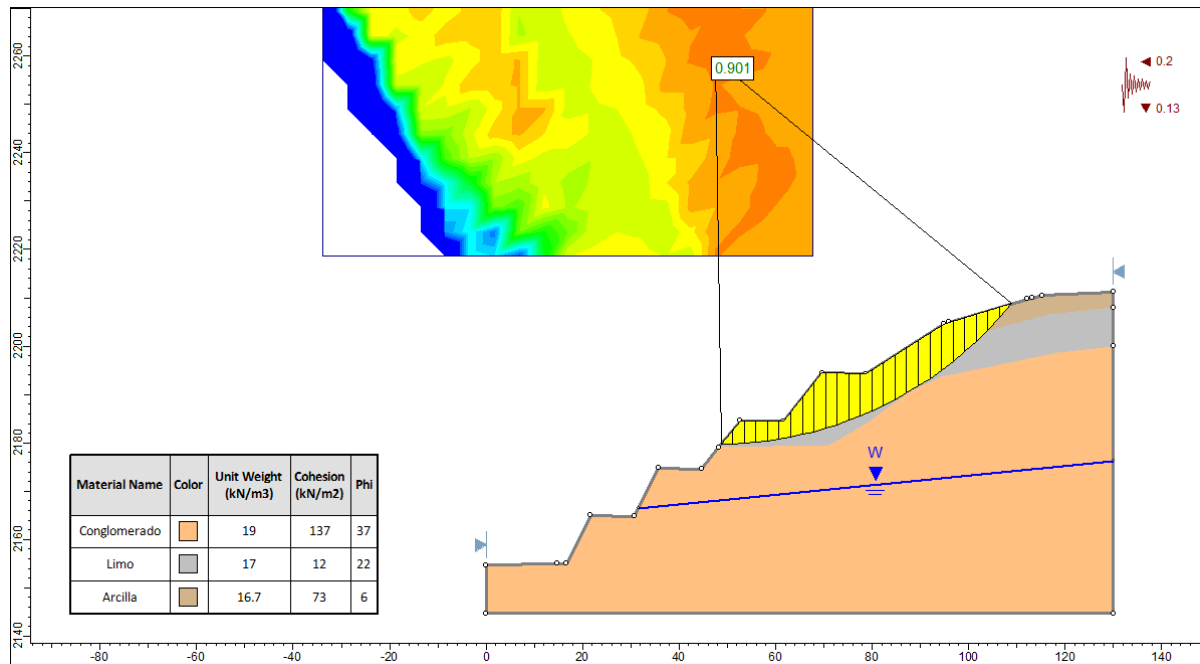 2260
2240
2220
2200
2180
2160
2140
0.901
0.2
0.13
W
Material Name Color Unit Weight (kN/m3) Cohesion (kN/m2) Phi
Conglomerado 19 137 37
Limo 17 12 22
Arcilla 16.7 73 6
-80 -60 -40 -20 0 20 40 60 80 100 120 140